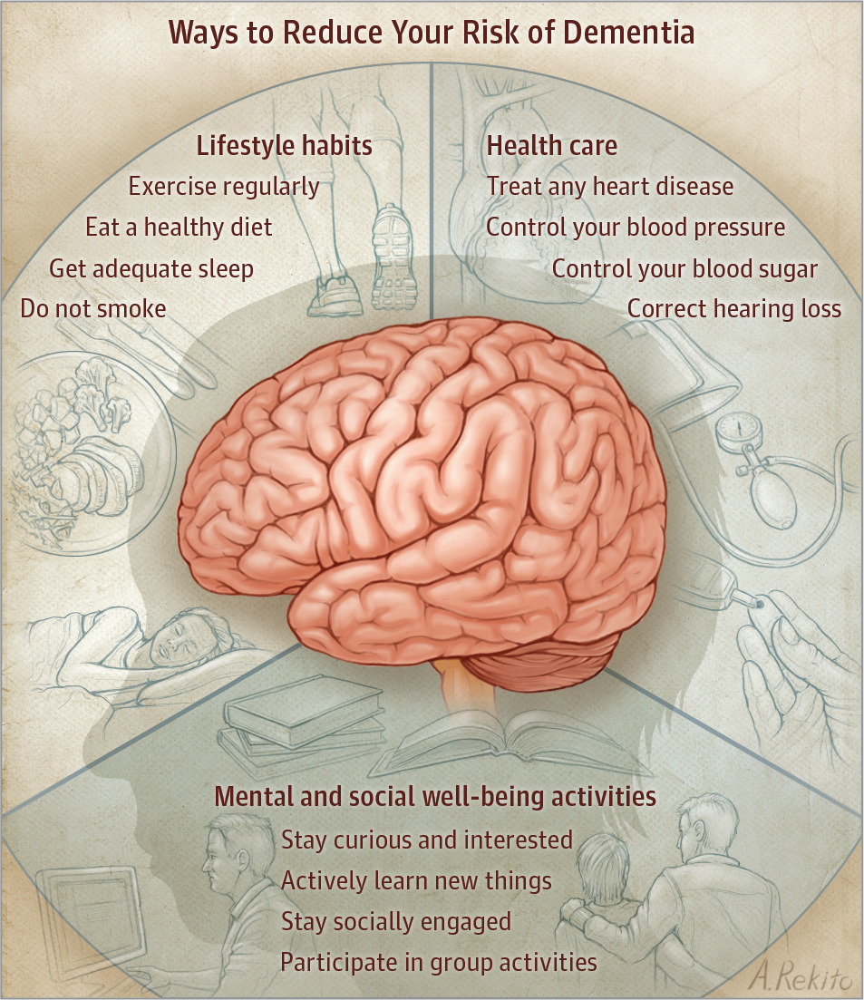 Ways to Reduce Your Risk of Dementia
Lifestyle habits
Exercise regularly
Eat a healthy diet
Get adequate sleep
Do not smoke
Health care
Treat any heart disease
Control your blood pressure
Control your blood sugar
Correct hearing loss
Mental and social well-being activities
Stay curious and interested
Actively learn new things
Stay socially engaged
Participate in group activities
A.Rekito